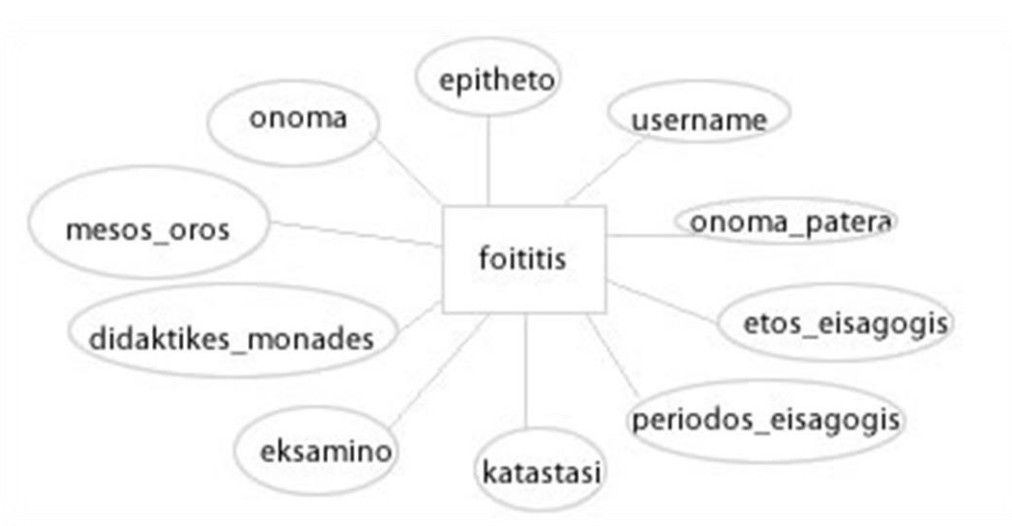 epitheto
onoma
username
mesos_oros
onoma_patera
foititis
didaktikes_monades
etos_eisagogis
periodos_eisagogis
eksamino
katastasi